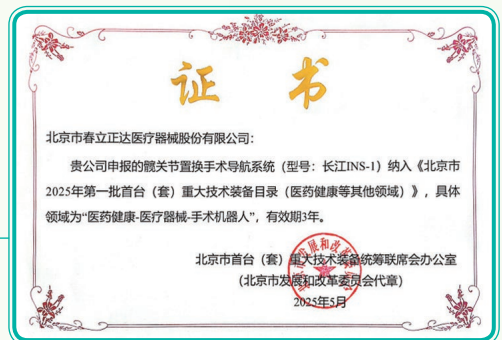 证 书
北京市春立正达医疗器械股份有限公司：
贵公司申报的髋关节置换手术导航系统（型号：长江INS-1）纳入《北京市
2025年第一批首台（套）重大技术装备目录（医药健康等其他领域）》，具体
领域为“医药健康-医疗器械-手术机器人”，有效期3年。
北京市首台（套）重大技术装备统筹联席会办公室
（北京市发展和改革委员会代章）
2025年5月